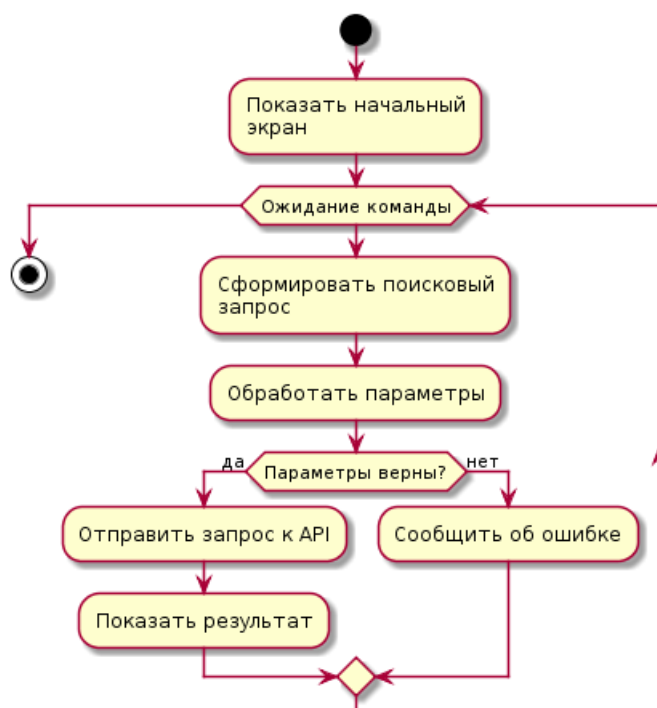 Показать начальный
экран
Ожидание команды
Сформировать поисковый
запрос
Обработать параметры
да
Параметры верны?
нет
Отправить запрос к API
Сообщить об ошибке
Показать результат